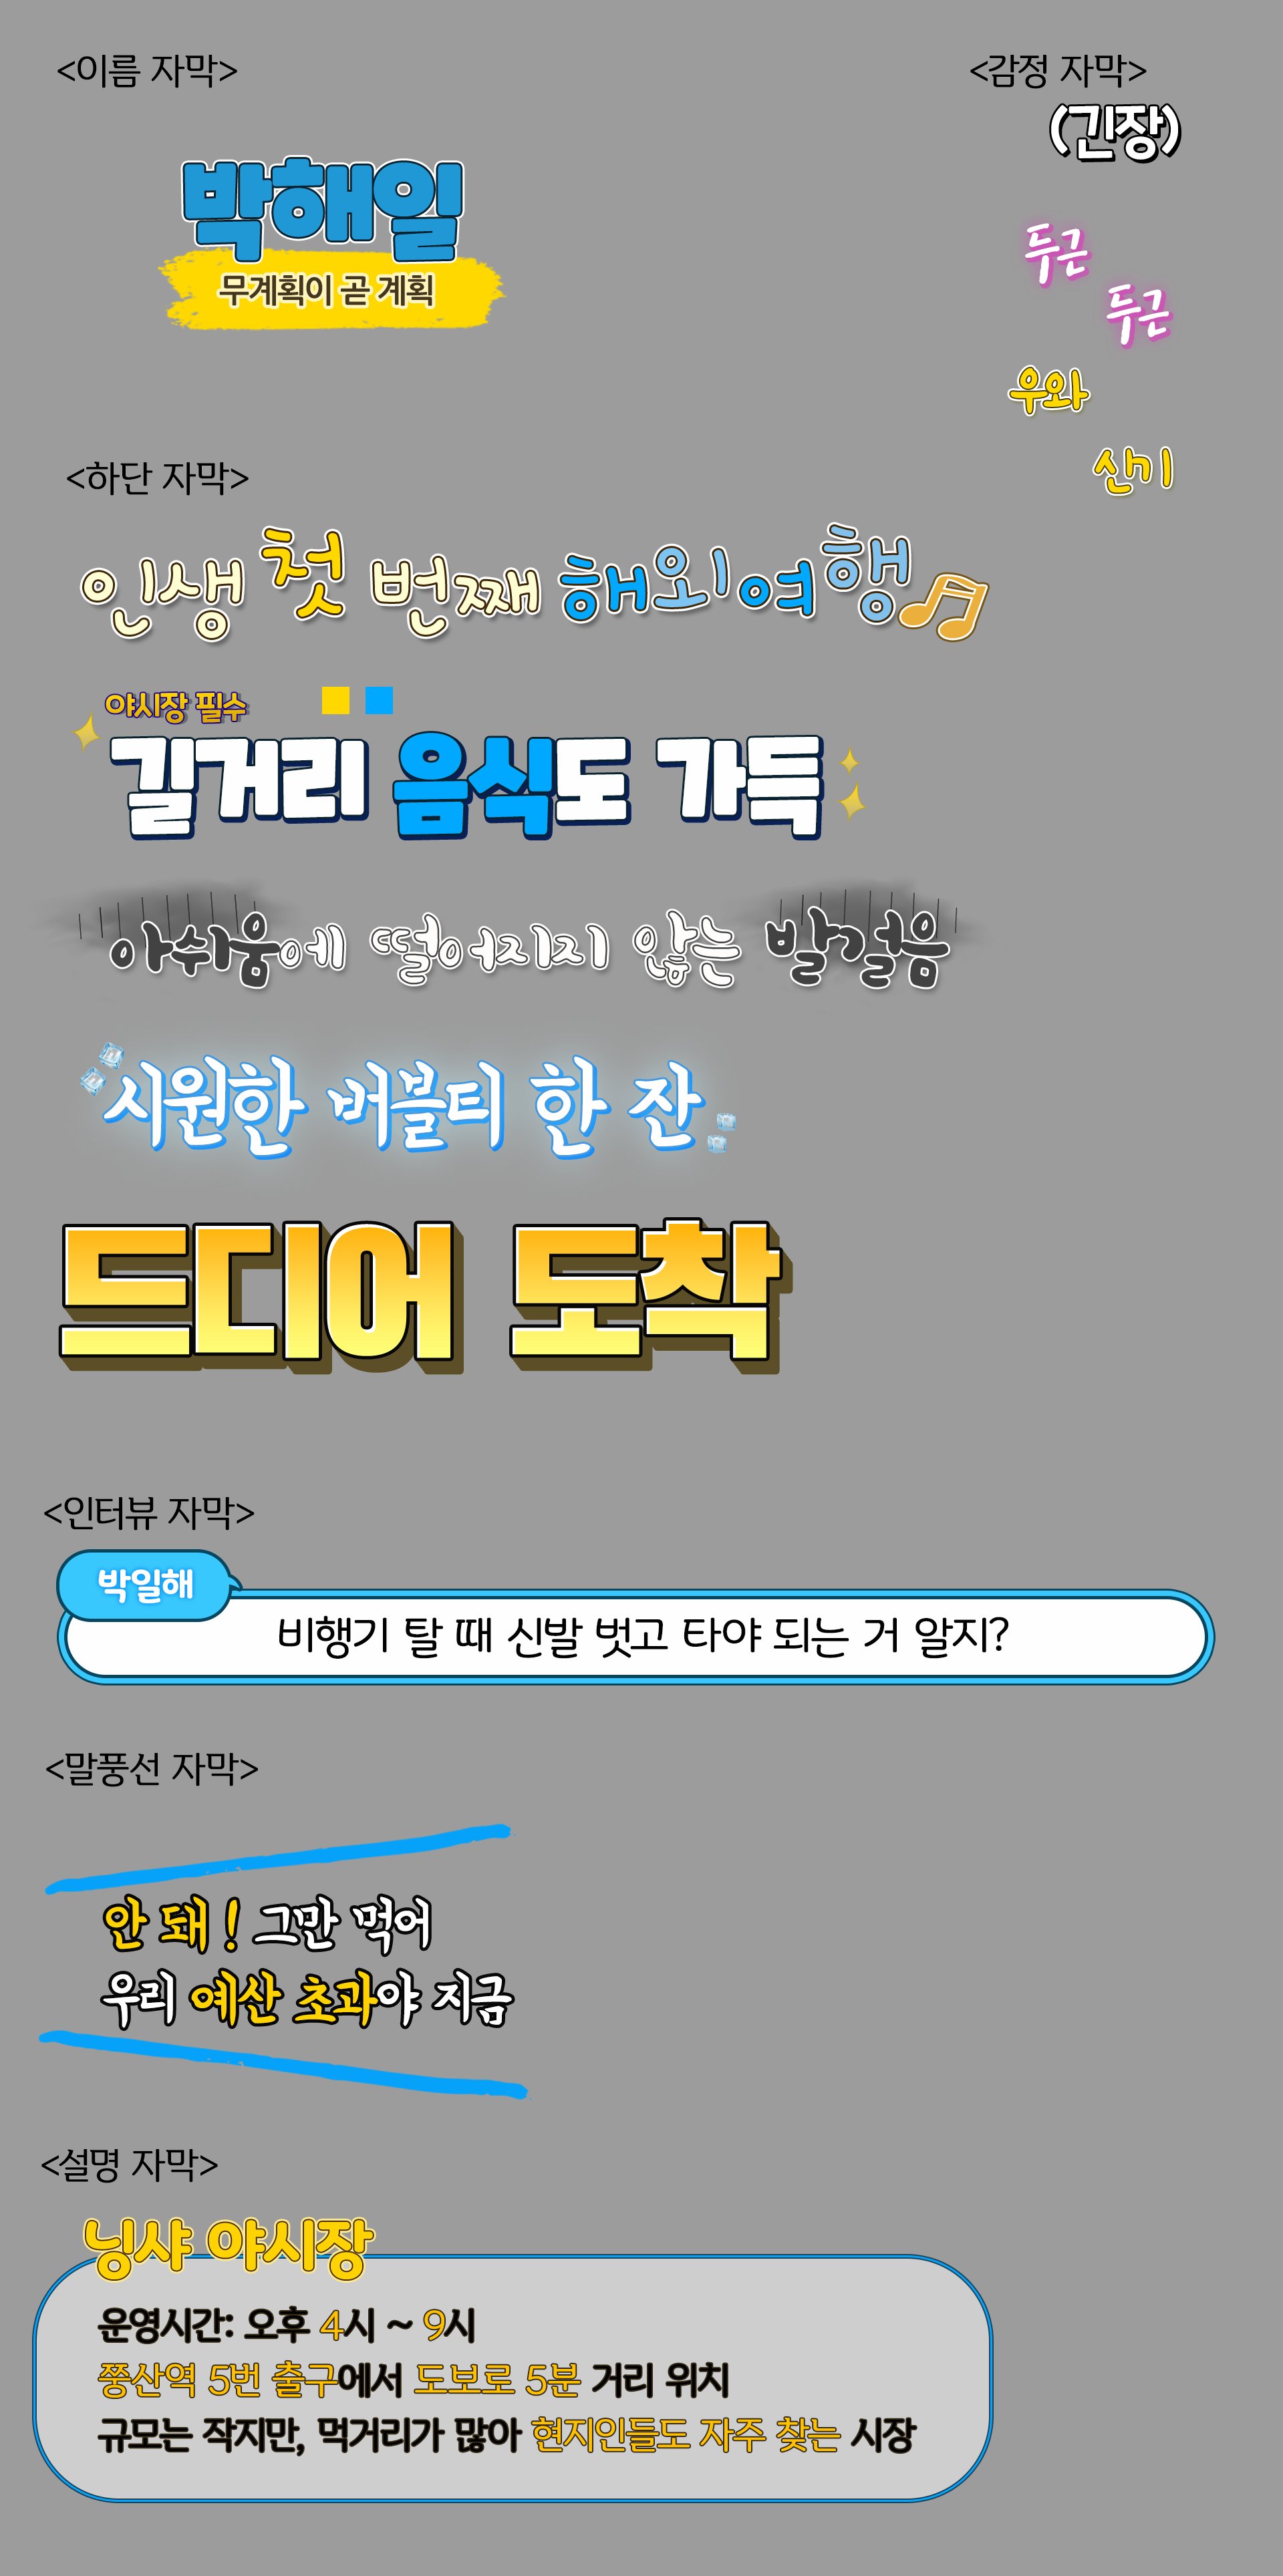 <이름 자막>
박해일
무계획이 곧 계획
<감정 자막>
(긴장)
두근
두근
우와
신기
<하단 자막>
인생 첫 번째 해외여행
야시장 필수
길거리 음식도 가득
아쉬움에 떨어지지 않는 발걸음
시원한 버블티 한 잔
드디어 도착
<인터뷰 자막>
박일해
비행기 탈 때 신발 벗고 타야 되는 거 알지?
<말풍선 자막>
안 돼! 그만 먹어
우리 예산 초과야 지금
<설명 자막>
닝샤 야시장
운영시간: 오후 4시 ~ 9시
쭝산역 5번 출구에서 도보로 5분 거리 위치
규모는 작지만, 먹거리가 많아 현지인들도 자주 찾는 시장